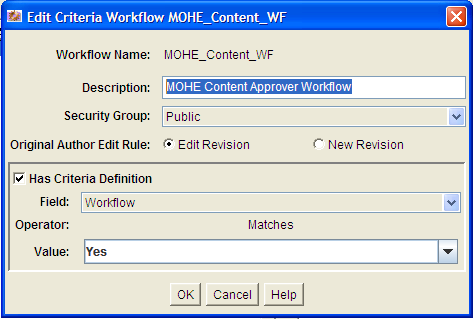 Edit Criteria Workflow MOHE_Content_WF
Workflow Name: MOHE_Content_WF
Description: MOHE Content Approver Workflow
Security Group: Public
Original Author Edit Rule: Edit Revision New Revision
Has Criteria Definition
Field: Workflow
Operator: Matches
Value: Yes
OK Cancel Help